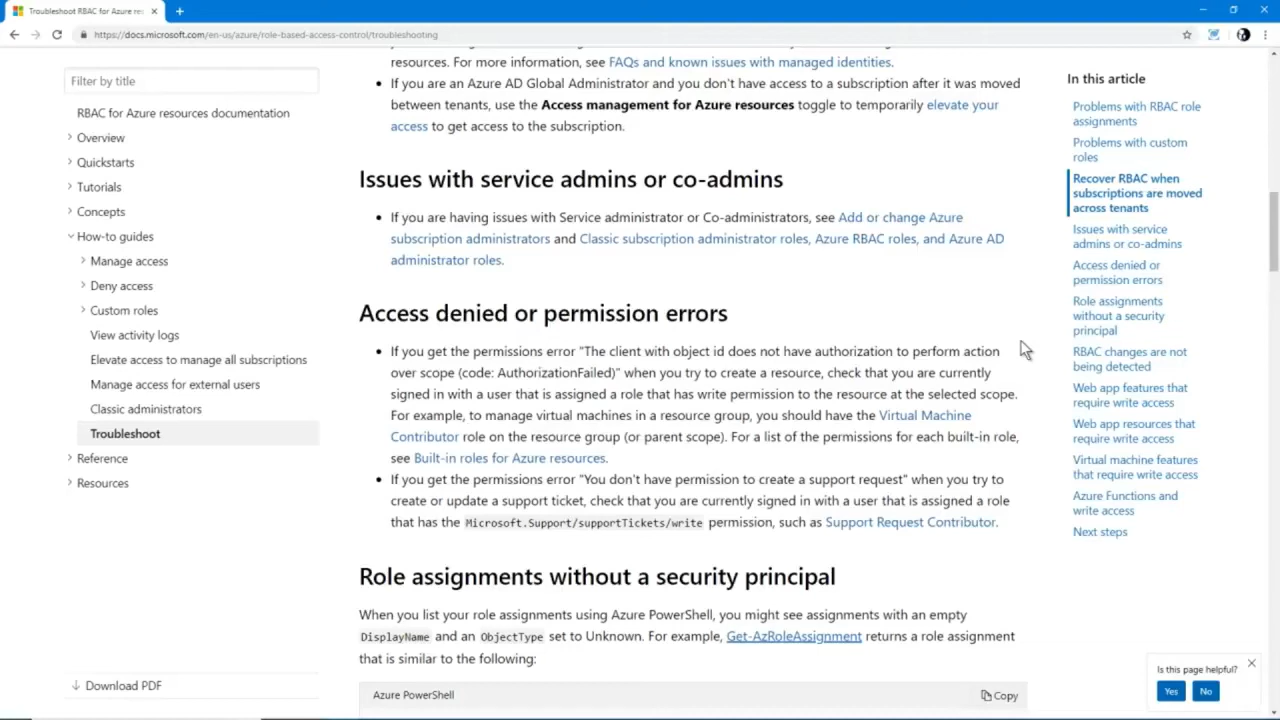 Troubleshoot RBAC for Azure res
https://docs.microsoft.com/en-us/azure/role-based-access-control/troubleshooting
Filter by title
RBAC for Azure resources documentation
Overview
Quickstarts
Tutorials
Concepts
How-to guides
Manage access
Deny access
Custom roles
View activity logs
Elevate access to manage all subscriptions
Manage access for external users
Classic administrators
Troubleshoot
Reference
Resources
Download PDF
resources. For more information, see FAQs and known issues with managed identities.
If you are an Azure AD Global Administrator and you don't have access to a subscription after it was moved
between tenants, use the Access management for Azure resources toggle to temporarily elevate your
access to get access to the subscription.
Issues with service admins or co-admins
If you are having issues with Service administrator or Co-administrators, see Add or change Azure
subscription administrators and Classic subscription administrator roles, Azure RBAC roles, and Azure AD
administrator roles.
Access denied or permission errors
If you get the permissions error "The client with object id does not have authorization to perform action
over scope (code: AuthorizationFailed)" when you try to create a resource, check that you are currently
signed in with a user that is assigned a role that has write permission to the resource at the selected scope.
For example, to manage virtual machines in a resource group, you should have the Virtual Machine
Contributor role on the resource group (or parent scope). For a list of the permissions for each built-in role,
see Built-in roles for Azure resources.
If you get the permissions error "You don't have permission to create a support request" when you try to
create or update a support ticket, check that you are currently signed in with a user that is assigned a role
that has the Microsoft.Support/supportTickets/write permission, such as Support Request Contributor.
Role assignments without a security principal
When you list your role assignments using Azure PowerShell, you might see assignments with an empty
DisplayName and an ObjectType set to Unknown. For example, Get-AzRoleAssignment returns a role assignment
that is similar to the following:
Azure PowerShell
Copy
In this article
Problems with RBAC role
assignments
Problems with custom
roles
Recover RBAC when
subscriptions are moved
across tenants
Issues with service
admins or co-admins
Access denied or
permission errors
Role assignments
without a security
principal
RBAC changes are not
being detected
Web app features that
require write access
Web app resources that
require write access
Virtual machine features
that require write access
Azure Functions and
write access
Next steps
Is this page helpful?
Yes
No